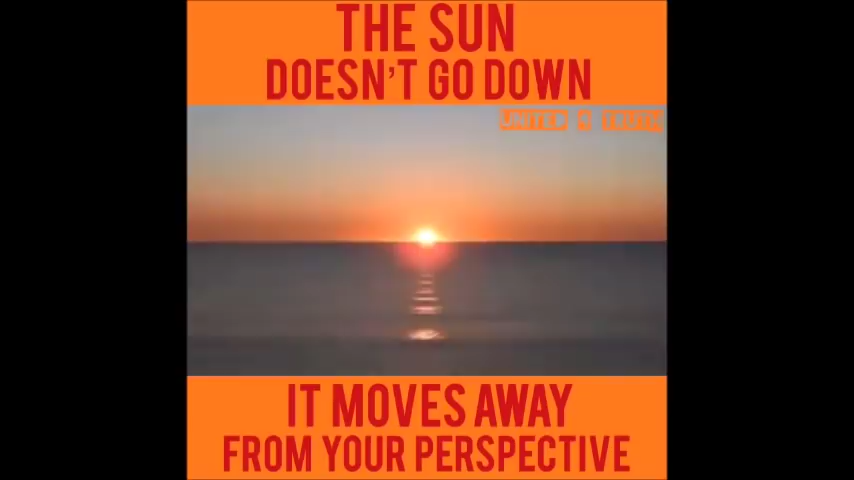 THE SUN
DOESN'T GO DOWN
UNITED 4 TRUTH
IT MOVES AWAY
FROM YOUR PERSPECTIVE